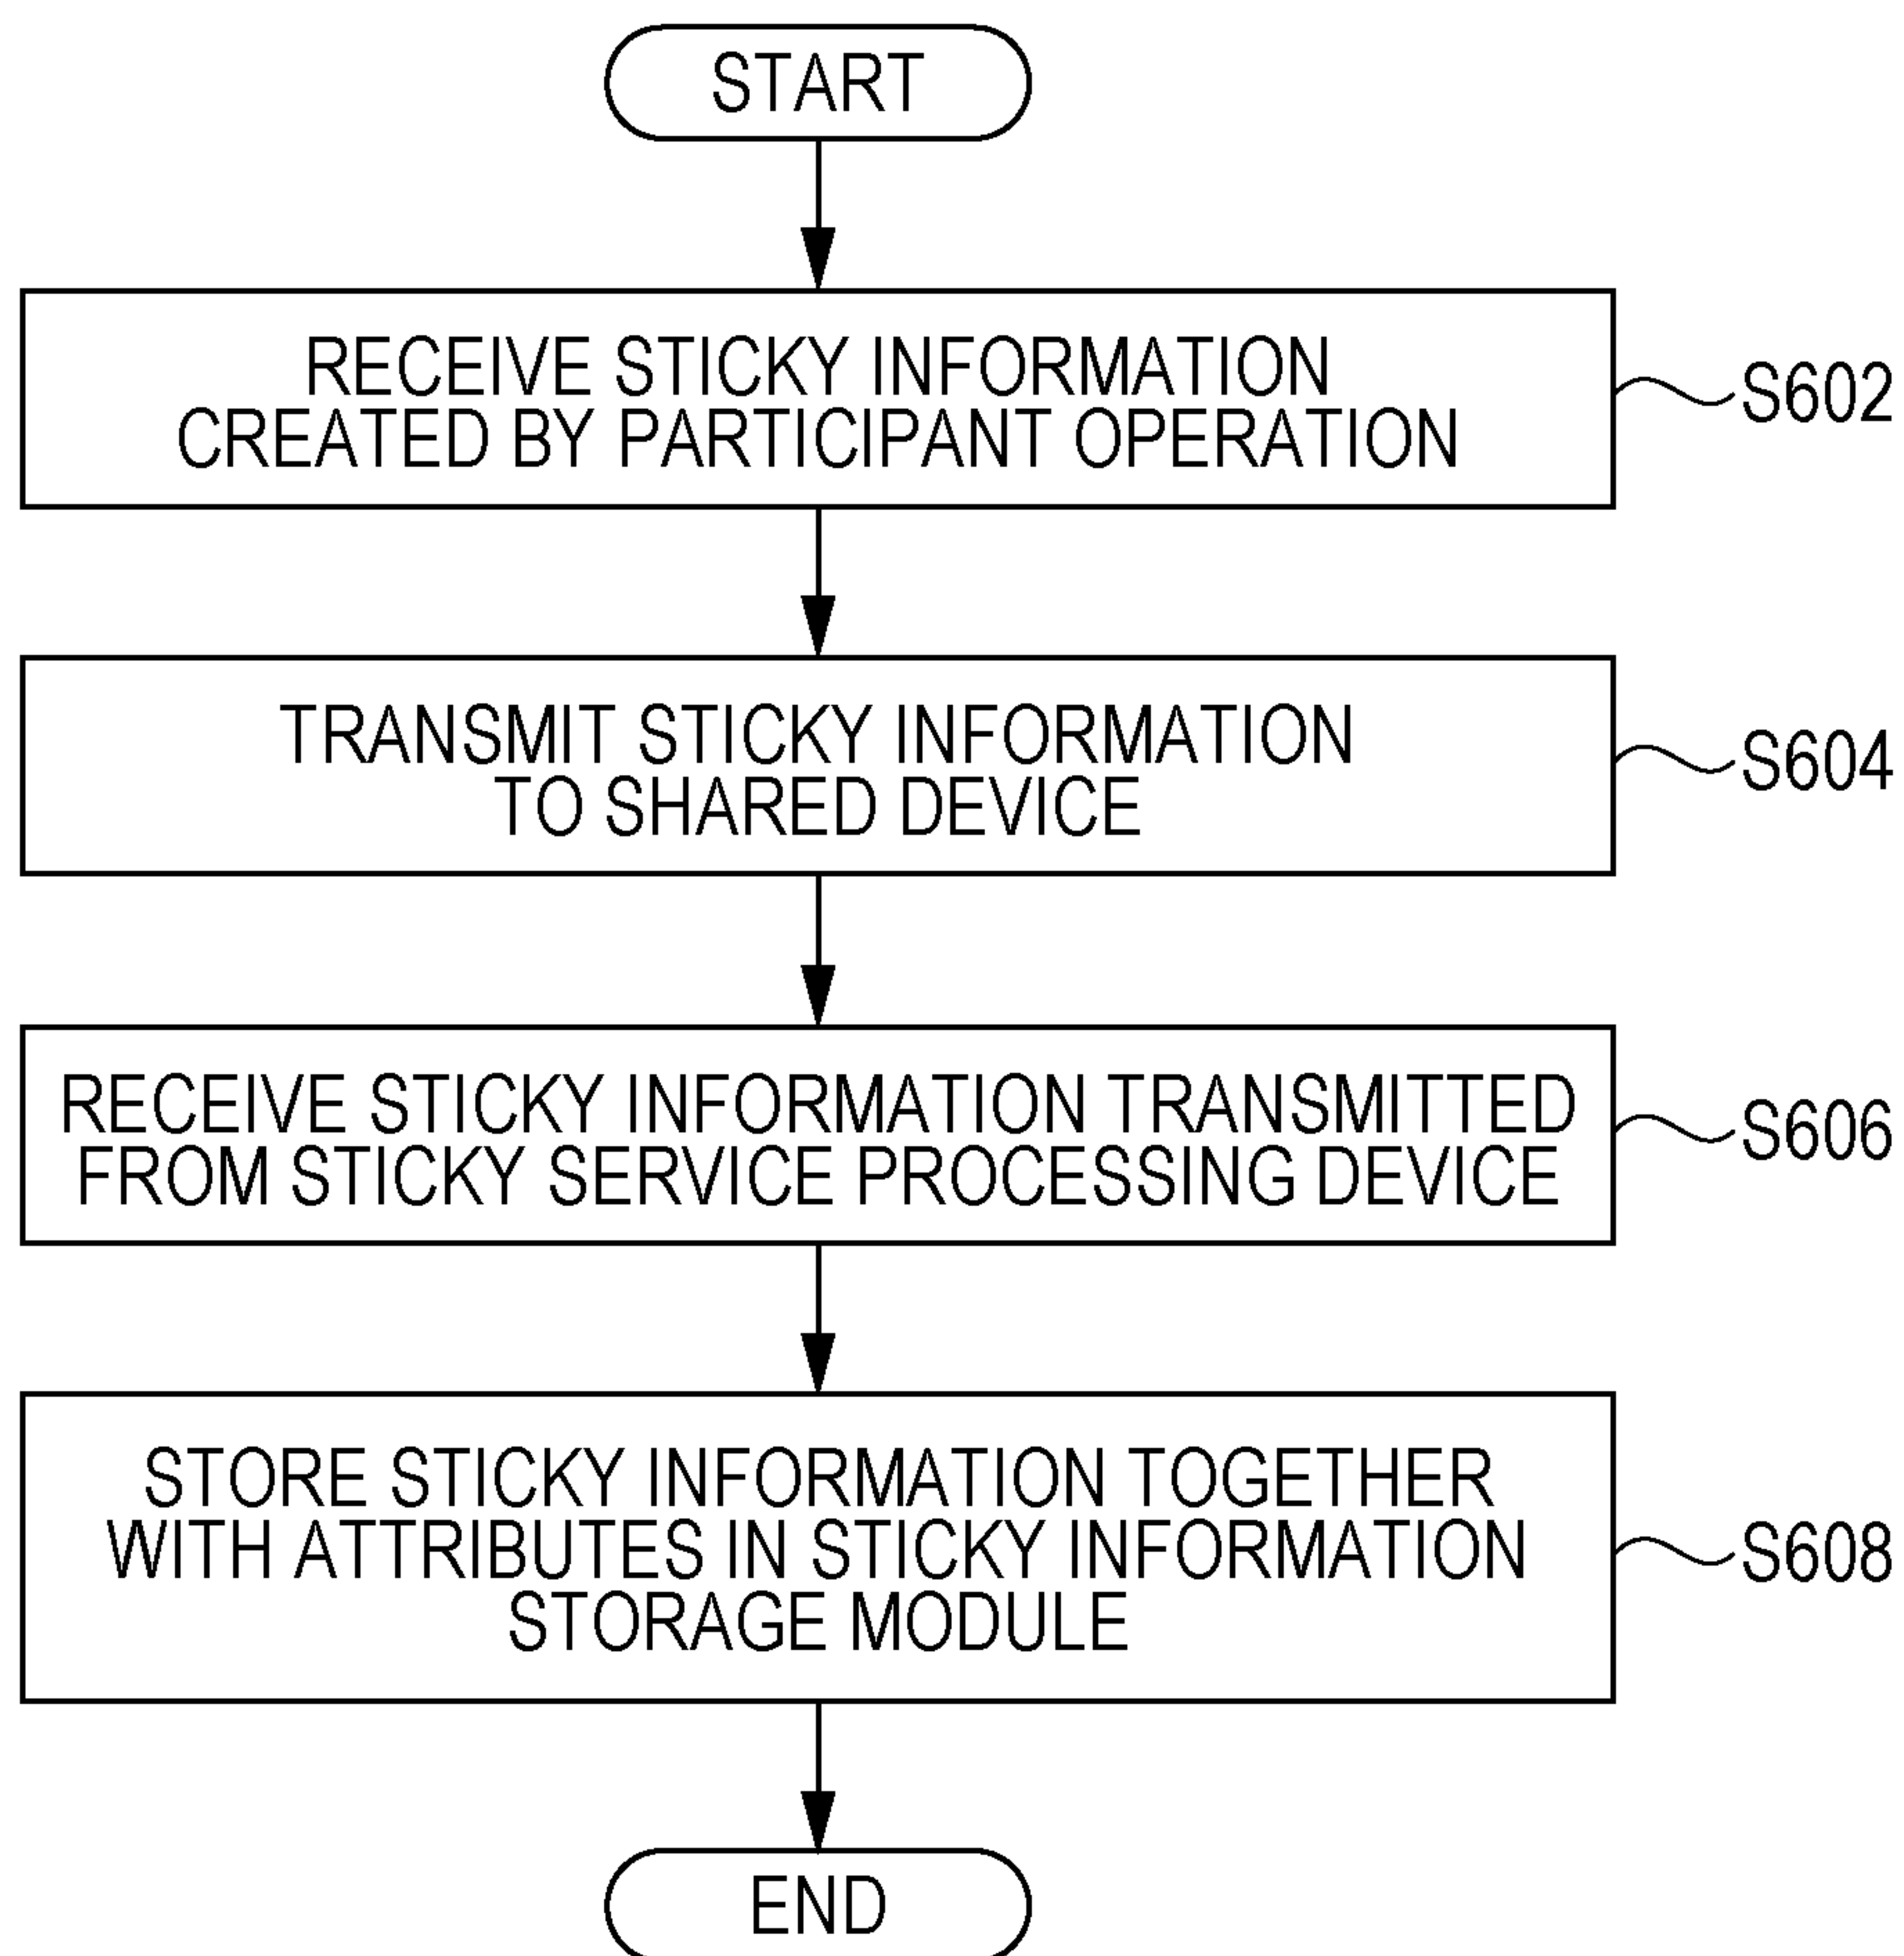 START
RECEIVE STICKY INFORMATION
CREATED BY PARTICIPANT OPERATION
S602
TRANSMIT STICKY INFORMATION
TO SHARED DEVICE
S604
RECEIVE STICKY INFORMATION TRANSMITTED
FROM STICKY SERVICE PROCESSING DEVICE
S606
STORE STICKY INFORMATION TOGETHER
WITH ATTRIBUTES IN STICKY INFORMATION
STORAGE MODULE
S608
END